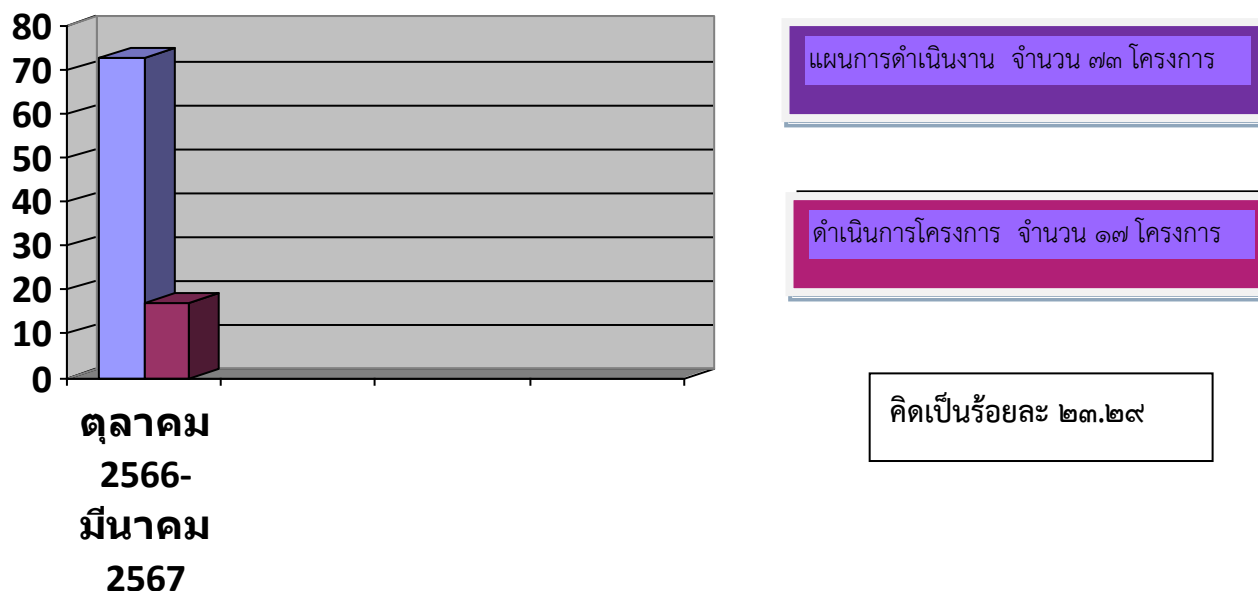 80
70
60
50
40
30
20
10
0
ตุลาคม
2566-
มีนาคม
2567
แผนการดำเนินงาน จำนวน ๗๓ โครงการ
ดำเนินการโครงการ จำนวน ๑๗ โครงการ
คิดเป็นร้อยละ ๒๓.๒๙